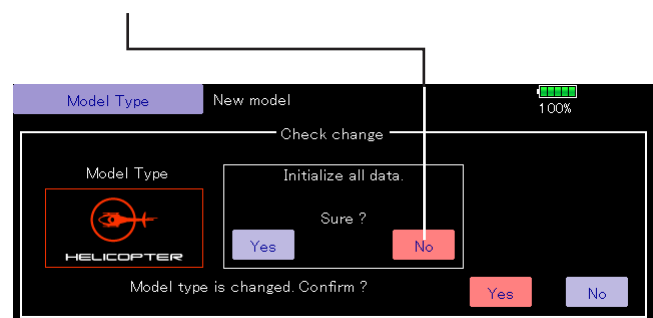 Model Type New model
100%
Check change
Model Type Initialize all data.
Sure ?
HELICOPTER Yes No
Model type is changed. Confirm ? Yes No